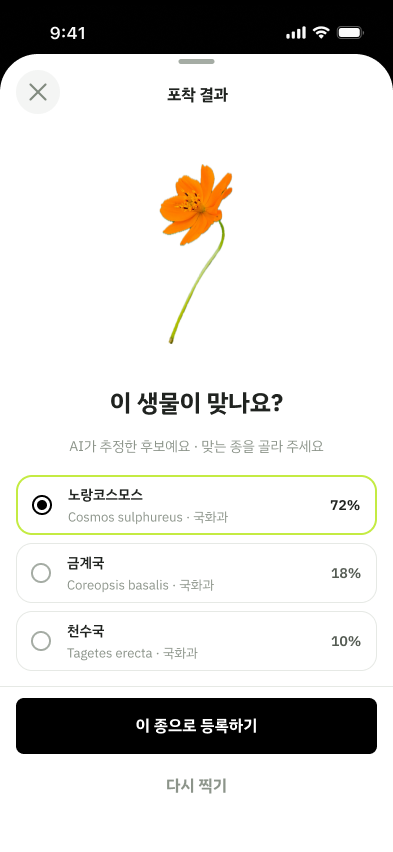 9:41
포착 결과
이 생물이 맞나요?
AI가 추정한 후보예요 · 맞는 종을 골라 주세요
노랑코스모스
Cosmos sulphureus · 국화과
72%
금계국
Coreopsis basalis · 국화과
18%
천수국
Tagetes erecta · 국화과
10%
이 종으로 등록하기
다시 찍기